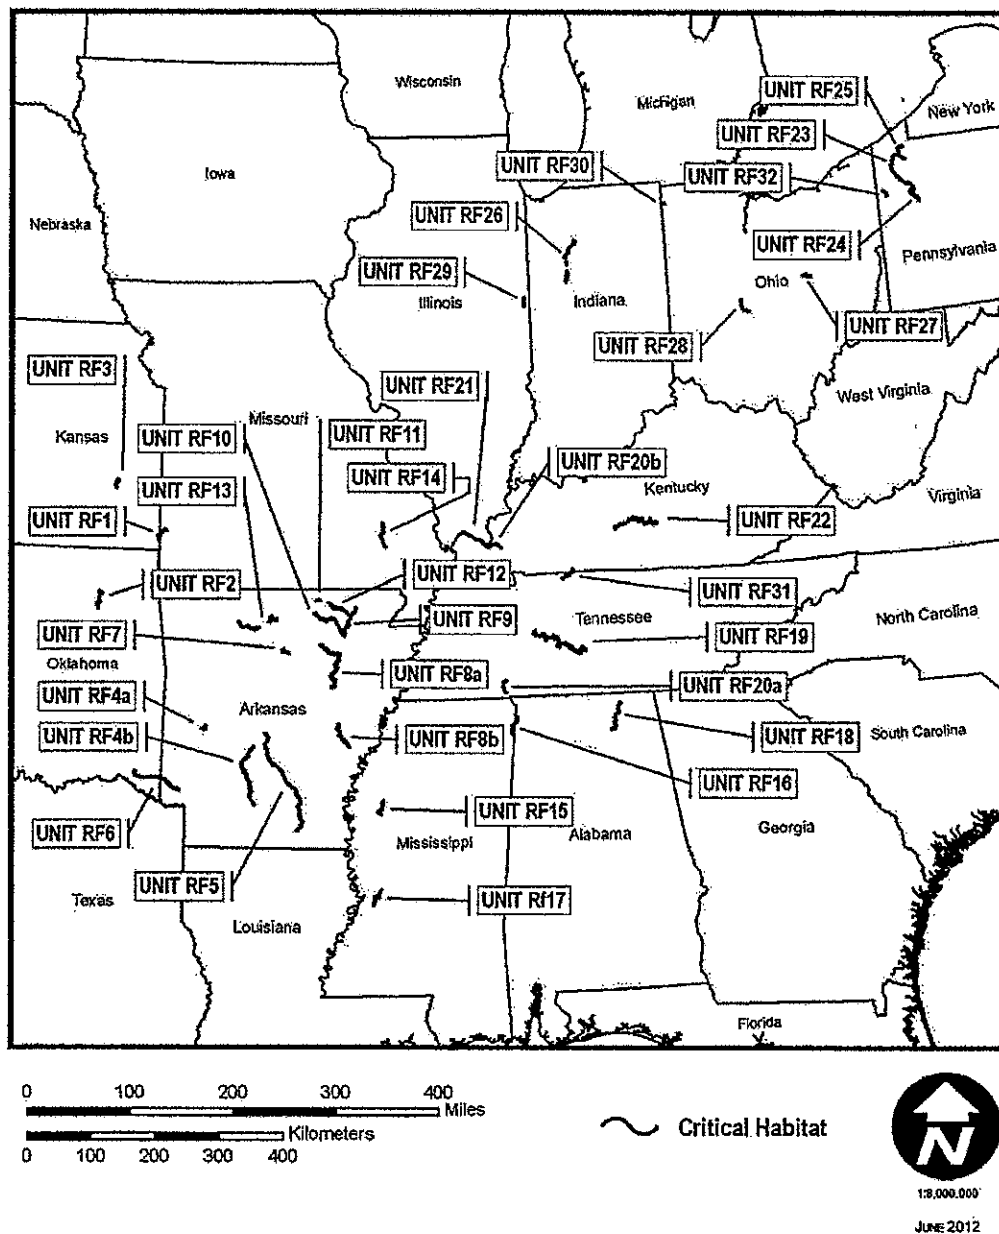 UNIT RF25
Wisconsin
Michigan
New York
UNIT RF23
UNIT RF30
UNIT RF32
Iowa
UNIT RF26
Nebraska
UNIT RF24
Pennsylvania
UNIT RF29
Illinois
Indiana
Ohio
UNIT RF28
UNIT RF27
UNIT RF3
UNIT RF21
West Virginia
Missouri
Kansas
UNIT RF10
UNIT RF11
UNIT RF20b
UNIT RF14
Kentucky
UNIT RF13
Virginia
UNIT RF1
UNIT RF22
UNIT RF2
UNIT RF12
UNIT RF31
UNIT RF9
Tennessee
North Carolina
UNIT RF7
UNIT RF19
Oklahoma
UNIT RF8a
UNIT RF20a
UNIT RF4a
Arkansas
UNIT RF4b
UNIT RF8b
UNIT RF18
South Carolina
UNIT RF16
UNIT RF15
UNIT RF6
Mississippi
Alabama
Georgia
UNIT RF5
Texas
UNIT Rf17
Louisiana
Florida
0 100 200 300 400
Miles
Kilometers
0 100 200 300 400
Critical Habitat
N
1:8,000,000
JUNE 2012